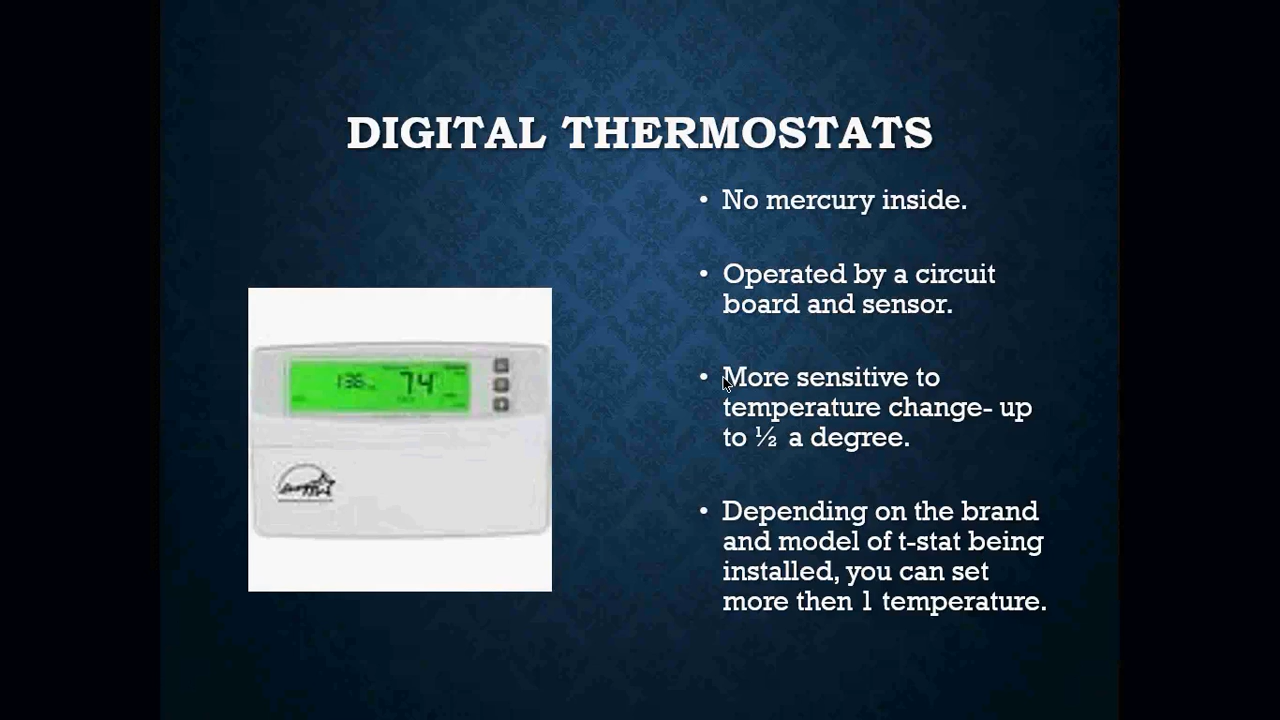 DIGITAL THERMOSTATS
• No mercury inside.
• Operated by a circuit
board and sensor.
• More sensitive to
temperature change- up
to ½ a degree.
• Depending on the brand
and model of t-stat being
installed, you can set
more then 1 temperature.
74